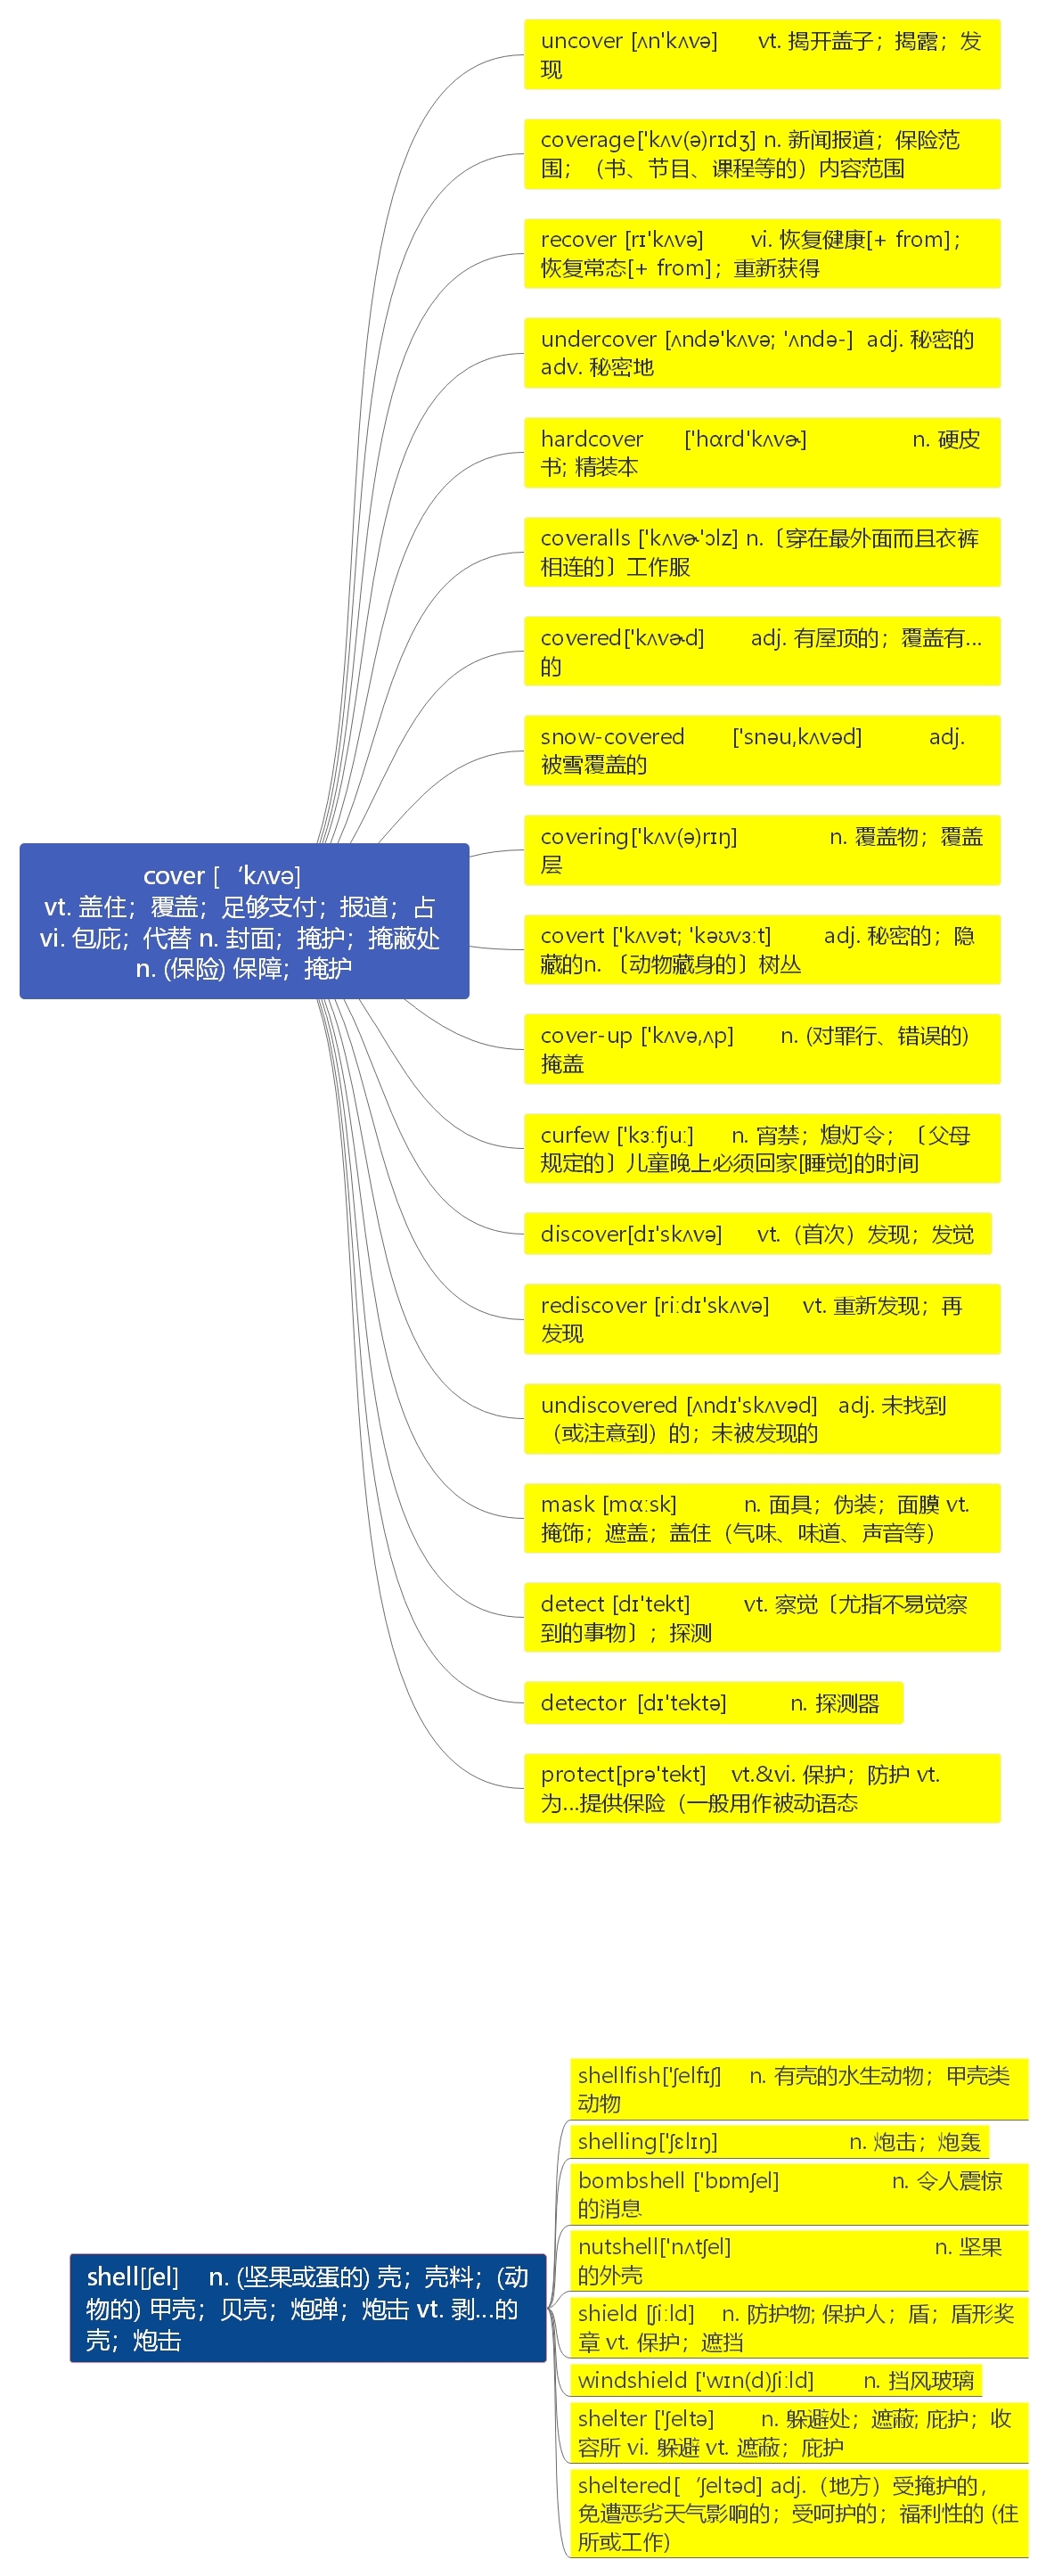 uncover [ʌn'kʌvə] vt. 揭开盖子；揭露；发
现
coverage['kʌv(ə)rɪdʒ] n. 新闻报道；保险范
围；（书、节目、课程等的）内容范围
recover [rɪ'kʌvə] vi. 恢复健康[+ from]；
恢复常态[+ from]；重新获得
undercover [ʌndə'kʌvə; 'ʌndə-] adj. 秘密的
adv. 秘密地
hardcover ['hɑrd'kʌvɚ] n. 硬皮
书; 精装本
coveralls ['kʌvɚ'ɔlz] n.〔穿在最外面而且衣裤
相连的〕工作服
covered['kʌvɚd] adj. 有屋顶的；覆盖有...
的
snow-covered ['snəu,kʌvəd] adj.
被雪覆盖的
covering['kʌv(ə)rɪŋ] n. 覆盖物；覆盖
层
cover [‘kʌvə]
vt. 盖住；覆盖；足够支付；报道；占
vi. 包庇；代替 n. 封面；掩护；掩蔽处
n. (保险) 保障；掩护
covert ['kʌvət; 'kəʊvɜːt] adj. 秘密的；隐
藏的n. 〔动物藏身的〕树丛
cover-up ['kʌvə,ʌp] n. (对罪行、错误的)
掩盖
curfew ['kɜːfjuː] n. 宵禁；熄灯令；〔父母
规定的〕儿童晚上必须回家[睡觉]的时间
discover[dɪ'skʌvə] vt.（首次）发现；发觉
rediscover [riːdɪ'skʌvə] vt. 重新发现；再
发现
undiscovered [ʌndɪ'skʌvəd] adj. 未找到
（或注意到）的；未被发现的
mask [mɑːsk] n. 面具；伪装；面膜 vt.
掩饰；遮盖；盖住（气味、味道、声音等）
detect [dɪ'tekt] vt. 察觉〔尤指不易觉察
到的事物〕；探测
detector [dɪ'tektə] n. 探测器
protect[prə'tekt] vt.&vi. 保护；防护 vt.
为...提供保险（一般用作被动语态
shellfish['ʃelfɪʃ] n. 有壳的水生动物；甲壳类
动物
shelling['ʃɛlɪŋ] n. 炮击；炮轰
bombshell ['bɒmʃel] n. 令人震惊
的消息
nutshell['nʌtʃel] n. 坚果
的外壳
shell[ʃel] n. (坚果或蛋的) 壳；壳料；(动
物的) 甲壳；贝壳；炮弹；炮击 vt. 剥...的
壳；炮击
shield [ʃiːld] n. 防护物; 保护人；盾；盾形奖
章 vt. 保护；遮挡
windshield ['wɪn(d)ʃiːld] n. 挡风玻璃
shelter ['ʃeltə] n. 躲避处；遮蔽; 庇护；收
容所 vi. 躲避 vt. 遮蔽；庇护
sheltered[‘ʃeltəd] adj.（地方）受掩护的，
免遭恶劣天气影响的；受呵护的；福利性的 (住
所或工作)